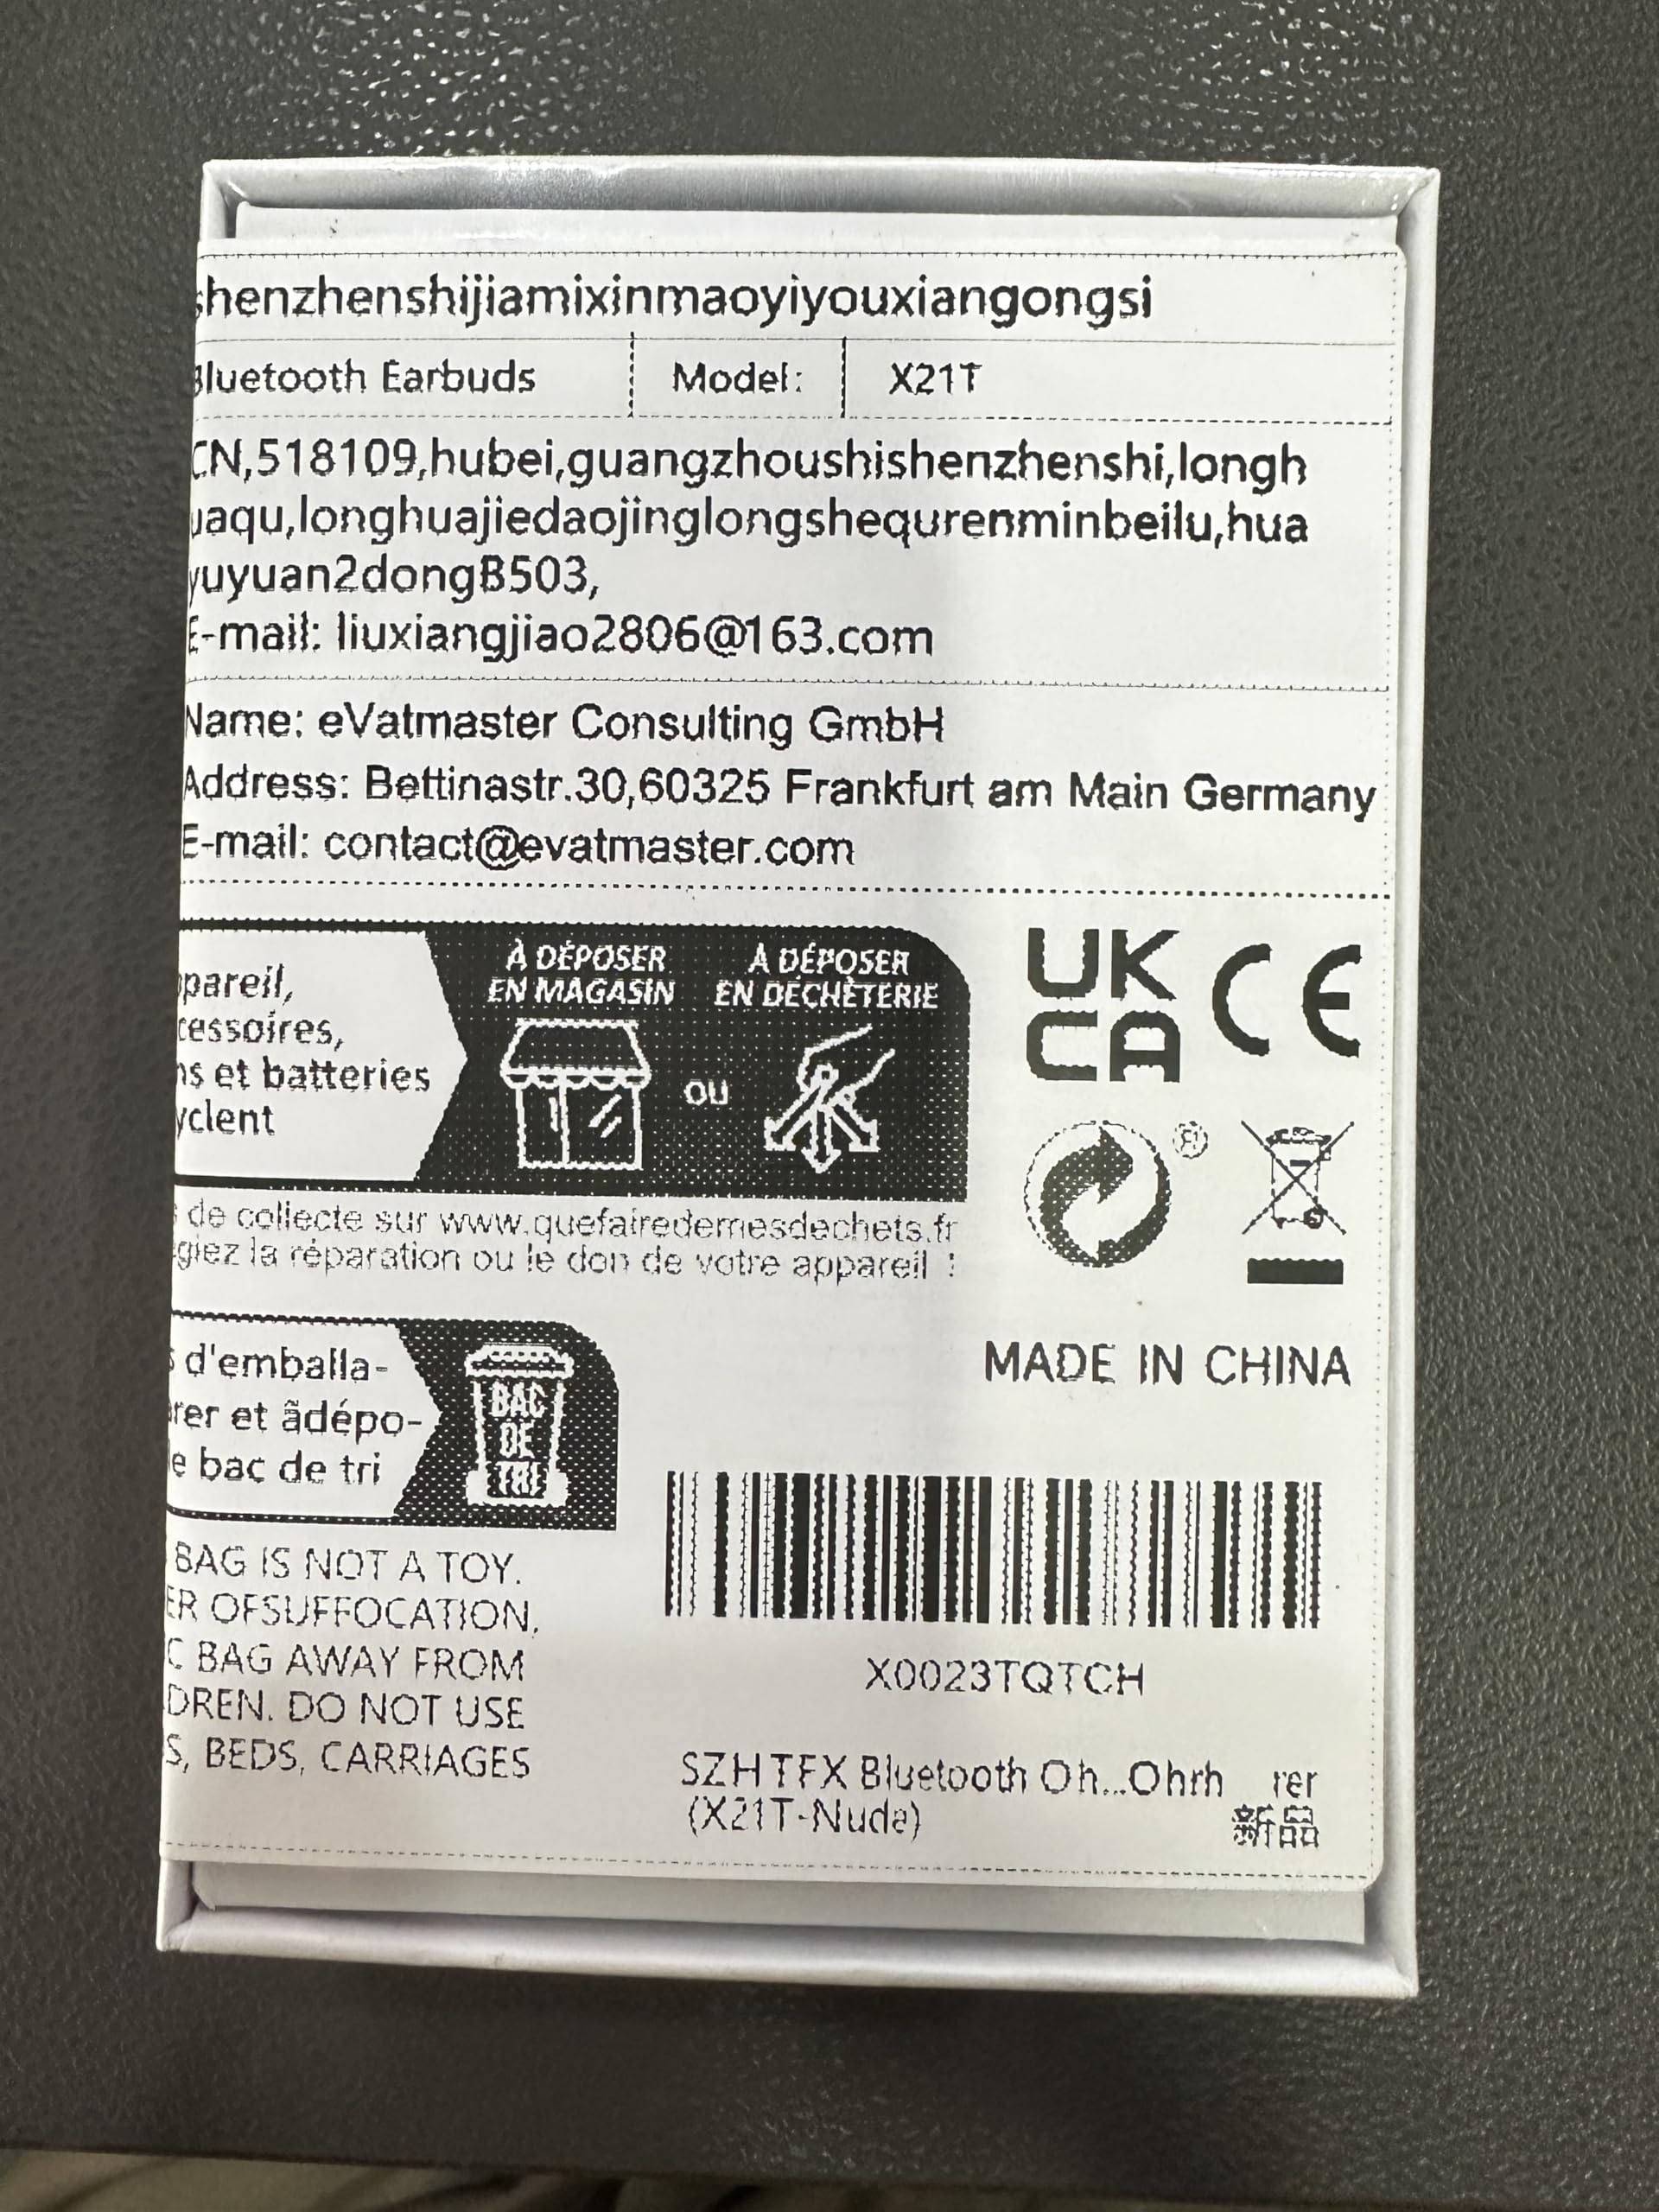 shenzhenshijiamixinmaoyiyouxiangongsi
Bluetooth Earbuds Model: X21T
CN,518109,hubei,guangzhoushishenzhenshi,longh
uaqu,longhuajiedaojinglongshequrenminbeilu,hua
yuyuan2dongB503,
E-mail: liuxiangjiao2806@163.com
Name: eVatmaster Consulting GmbH
Address: Bettinastr.30,60325 Frankfurt am Main Germany
E-mail: contact@evatmaster.com
ppareil,
cessoires,
ns et batteries
yclent
À DÉPOSER
EN MAGASIN
OU
À DÉPOSER
EN DÉCHÈTERIE
UK
CA
CE
de collecte sur www.quefairedemesdechets.fr
giez la réparation ou le don de votre appareil !
®
s d'emballa-
rer et ãdépo-
e bac de tri
BAC
DE
TRI
MADE IN CHINA
BAG IS NOT A TOY.
ER OFSUFFOCATION.
C BAG AWAY FROM
DREN. DO NOT USE
S, BEDS, CARRIAGES
X0023TQTCH
SZHTFX Bluetooth Oh...Ohrh rer
(X21T-Nude)
新品